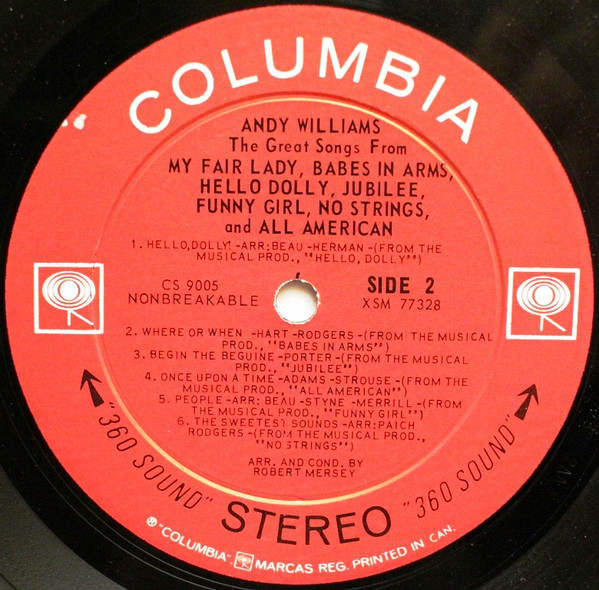 COLUMBIA
ANDY WILLIAMS
The Great Songs From
MY FAIR LADY, BABES IN ARMS,
HELLO DOLLY, JUBILEE,
FUNNY GIRL, NO STRINGS,
and ALL AMERICAN
1. HELLO, DOLLY! -ARR: BEAU -HERMAN -(FROM THE
MUSICAL PROD., "HELLO, DOLLY")
CS 9005
NONBREAKABLE
SIDE 2
XSM 77328
2. WHERE OR WHEN -HART -RODGERS -(FROM MUSICAL
PROD., "BABES IN ARMS")
3. BEGIN THE BEGUINE -PORTER -(FROM THE MUSICAL
PROD., "JUBILEE")
4. ONCE UPON A TIME -ADAMS -STROUSE -(FROM THE
MUSICAL PROD., "ALL AMERICAN")
5. PEOPLE -ARR: BEAU -STYNE -MERRILL -(FROM
THE MUSICAL PROD., "FUNNY GIRL")
6. THE SWEETEST SOUNDS -ARR: PAICH
RODGERS -(FROM THE MUSICAL PROD.,
"NO STRINGS")
ARR. AND COND. BY
ROBERT MERSEY
"360 SOUND" STEREO "360 SOUND"
® "COLUMBIA", MARCAS REG. PRINTED IN CAN.